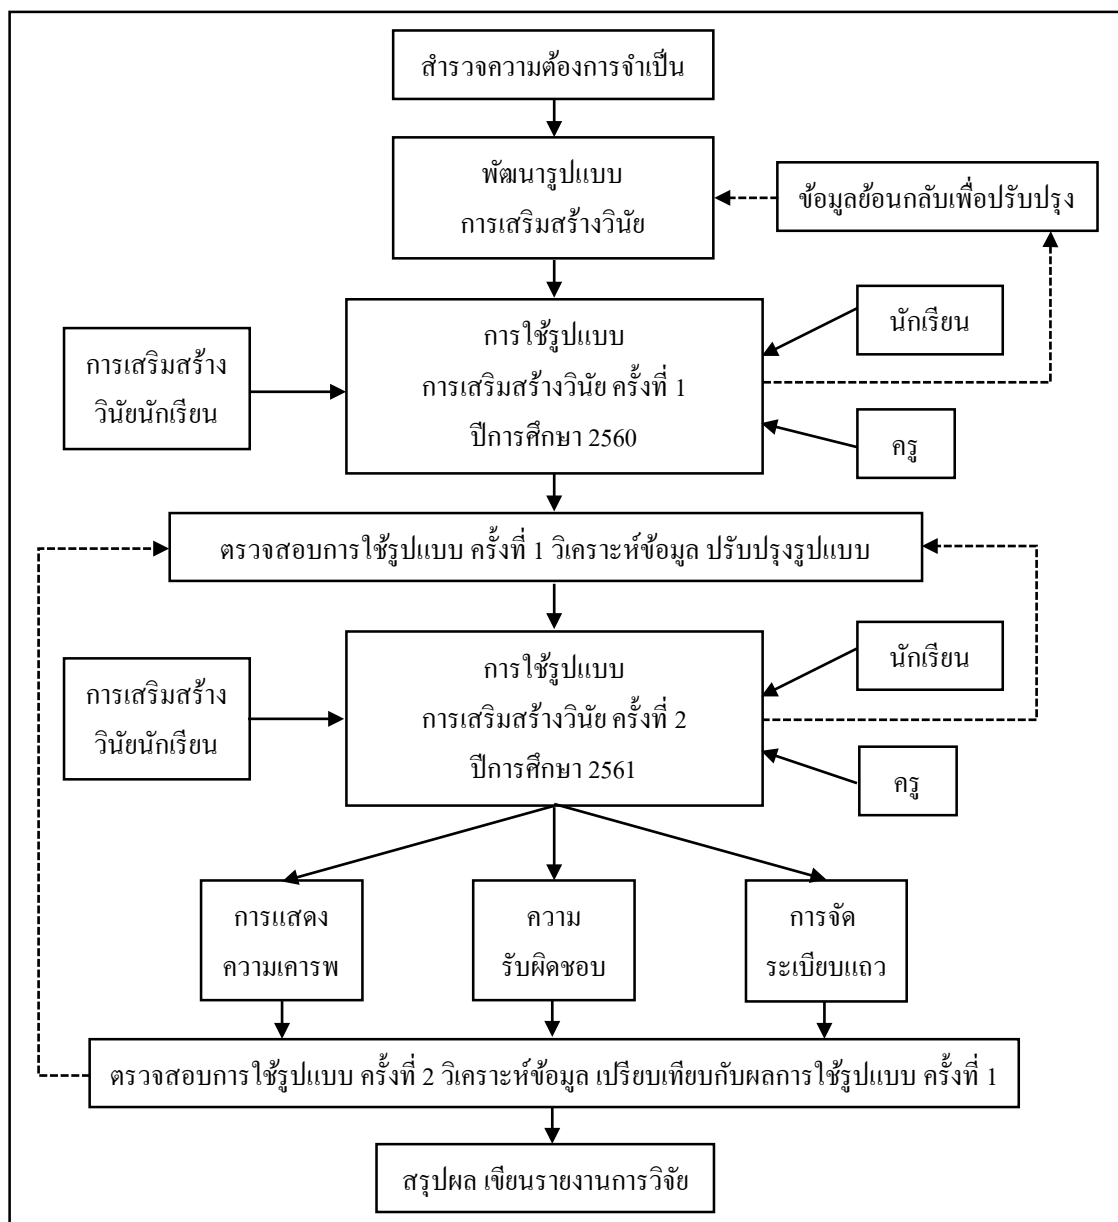 สำรวจความต้องการจำเป็น
พัฒนารูปแบบ
การเสริมสร้างวินัย
ข้อมูลย้อนกลับเพื่อปรับปรุง
การใช้รูปแบบ
การเสริมสร้างวินัย ครั้งที่ 1
ปีการศึกษา 2560
นักเรียน
การเสริมสร้าง
วินัยนักเรียน
ครู
ตรวจสอบการใช้รูปแบบ ครั้งที่ 1 วิเคราะห์ข้อมูล ปรับปรุงรูปแบบ
การใช้รูปแบบ
การเสริมสร้างวินัย ครั้งที่ 2
ปีการศึกษา 2561
นักเรียน
การเสริมสร้าง
วินัยนักเรียน
ครู
การแสดง
ความเคารพ
ความ
รับผิดชอบ
การจัด
ระเบียบแถว
ตรวจสอบการใช้รูปแบบ ครั้งที่ 2 วิเคราะห์ข้อมูล เปรียบเทียบกับผลการใช้รูปแบบ ครั้งที่ 1
สรุปผล เขียนรายงานการวิจัย